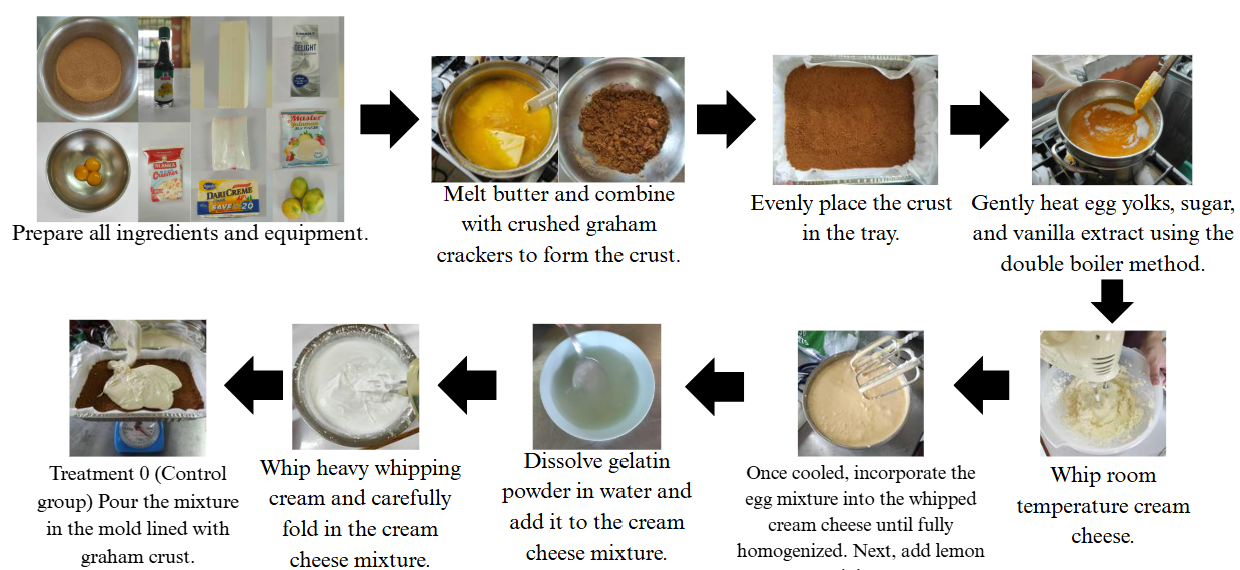 DELIGHT
DARI CREME
SAVE
20
Prepare all ingredients and equipment.
Melt butter and combine
with crushed graham
crackers to form the crust.
Evenly place the crust
in the tray.
Gently heat egg yolks, sugar,
and vanilla extract using the
double boiler method.
Whip room
temperature cream
cheese.
Once cooled, incorporate the
egg mixture into the whipped
cream cheese until fully
homogenized. Next, add lemon
Dissolve gelatin
powder in water and
add it to the cream
cheese mixture.
Whip heavy whipping
cream and carefully
fold in the cream
cheese mixture.
Treatment 0 (Control
group) Pour the mixture
in the mold lined with
graham crust.